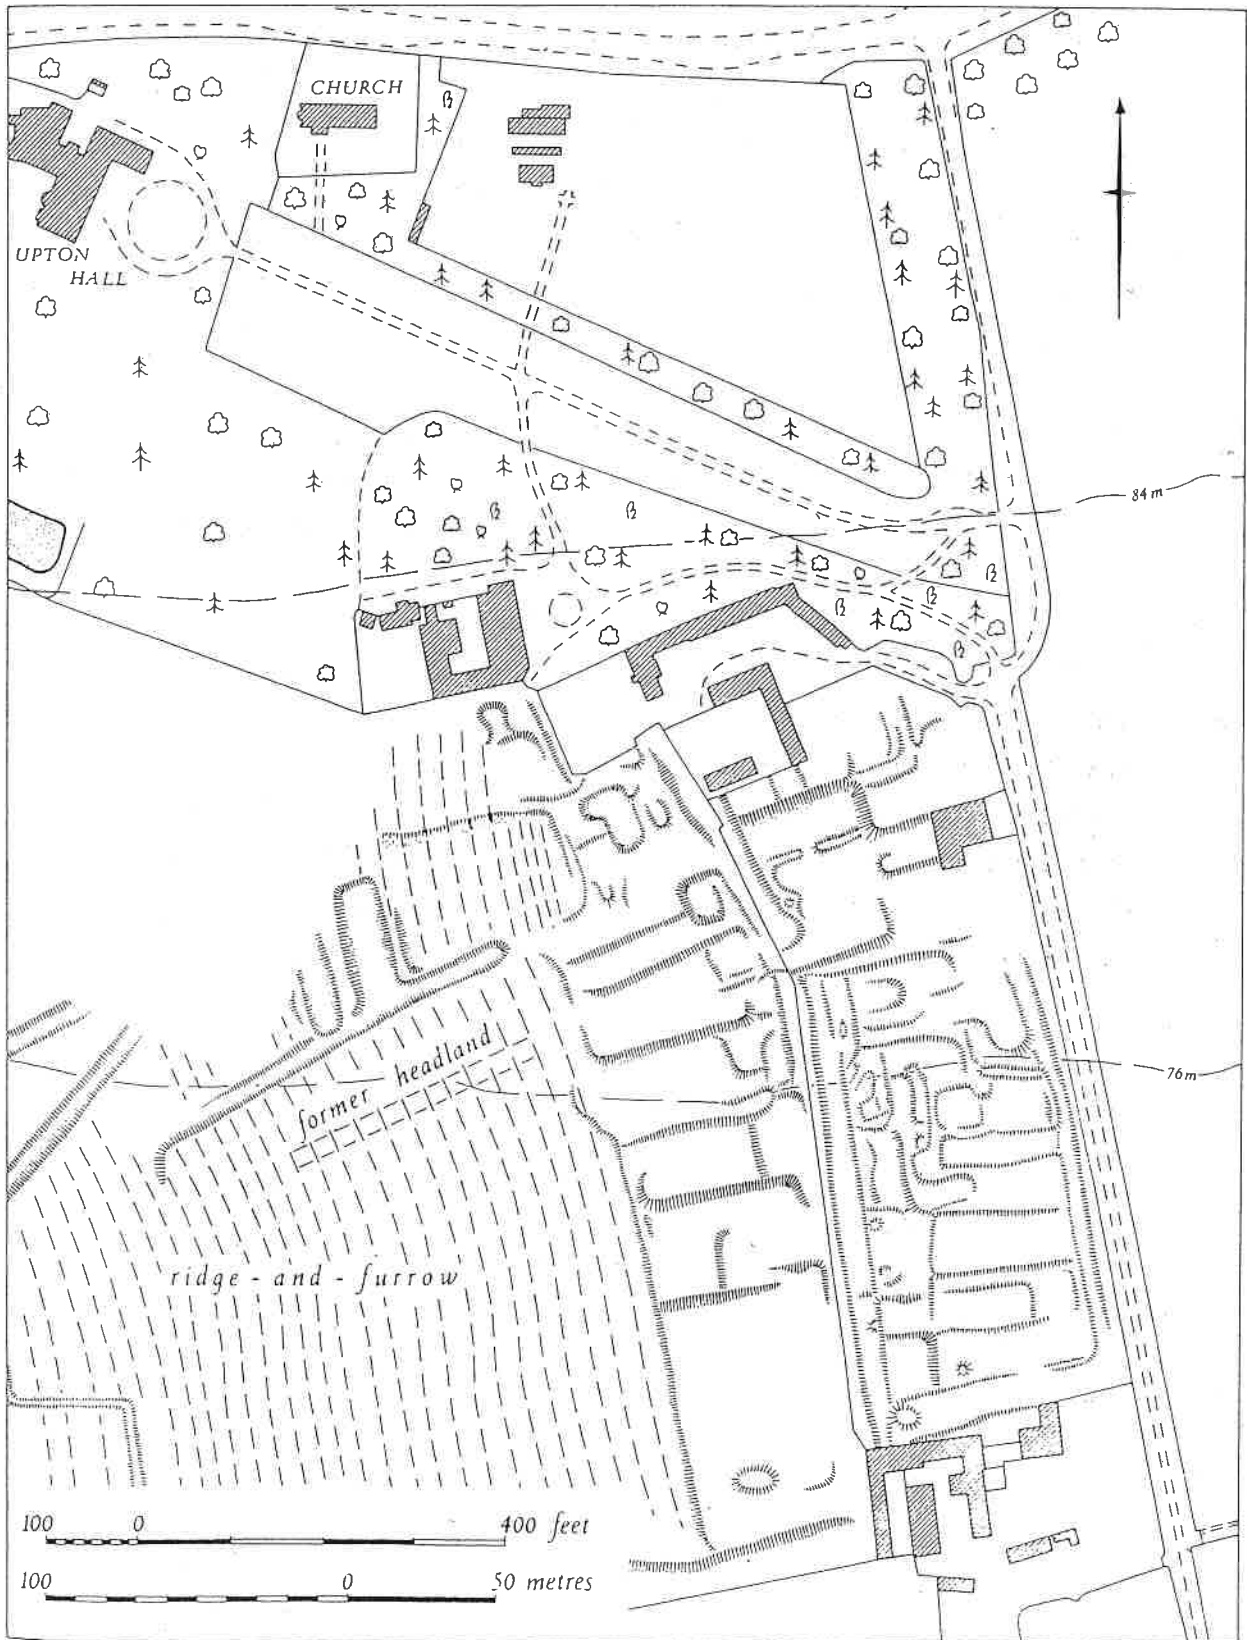 CHURCH
UPTON
HALL
84 m
76 m
former headland
ridge - and - furrow
100 0 400 feet
100 0 50 metres